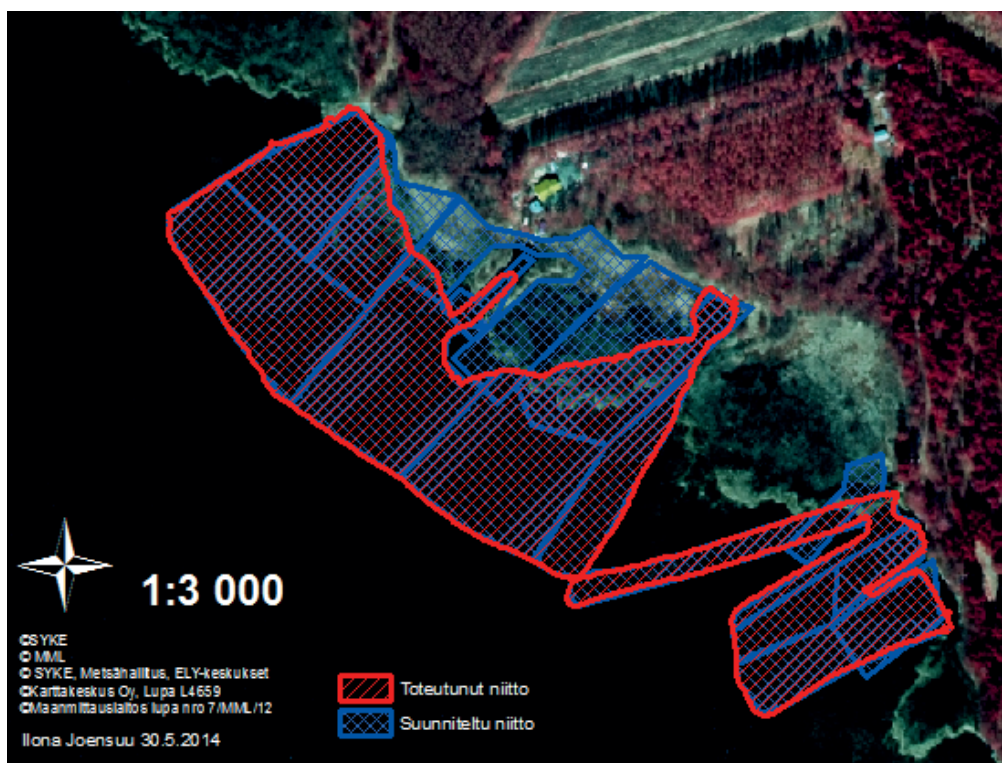 1:3 000
©SYKE
© MML
© SYKE, Metsähallitus, ELY-keskukset
©Karttakeskus Oy, Lupa L4659
©Maanmittauslaitos lupa nro 7/MML/12
Ilona Joensuu 30.5.2014
Toteutunut niitto
Suunniteltu niitto